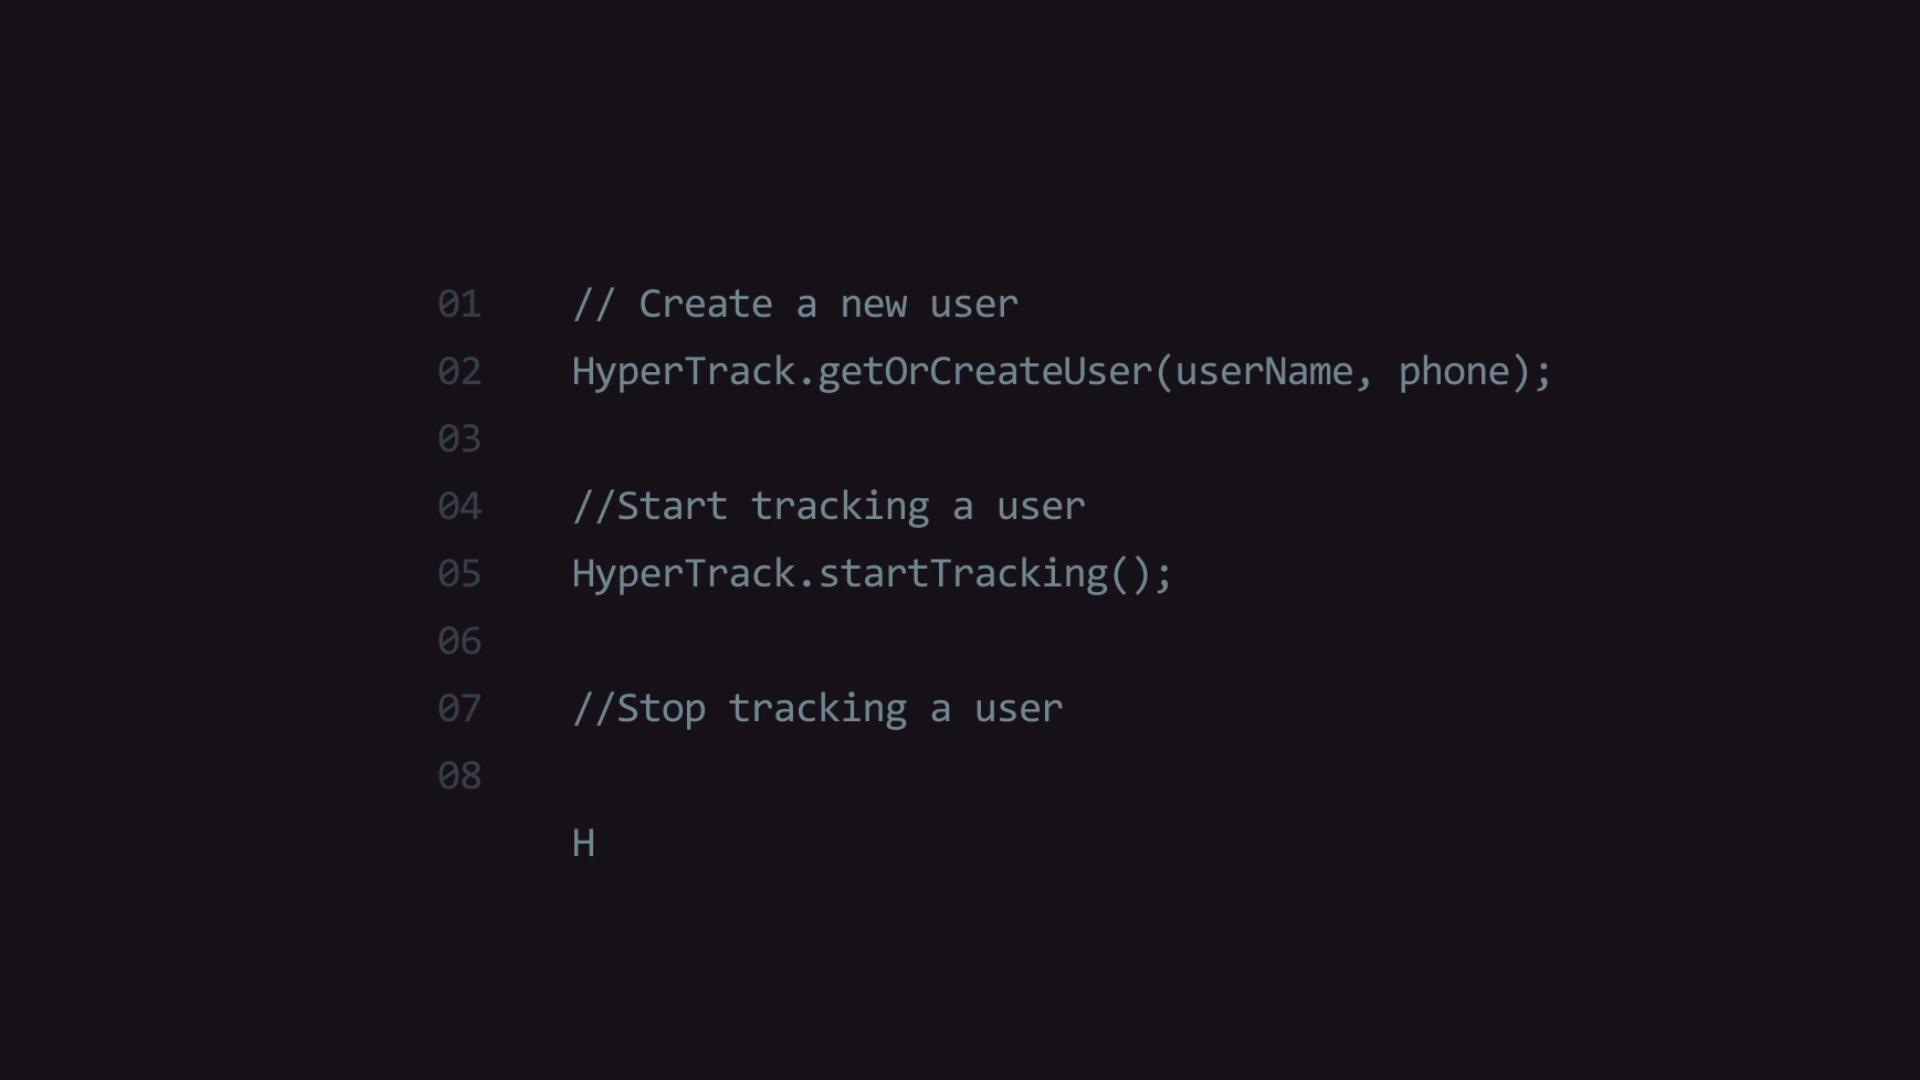 01 // Create a new user
02 HyperTrack.getOrCreateUser(userName, phone);
03
04 //Start tracking a user
05 HyperTrack.startTracking();
06
07 //Stop tracking a user
08
H